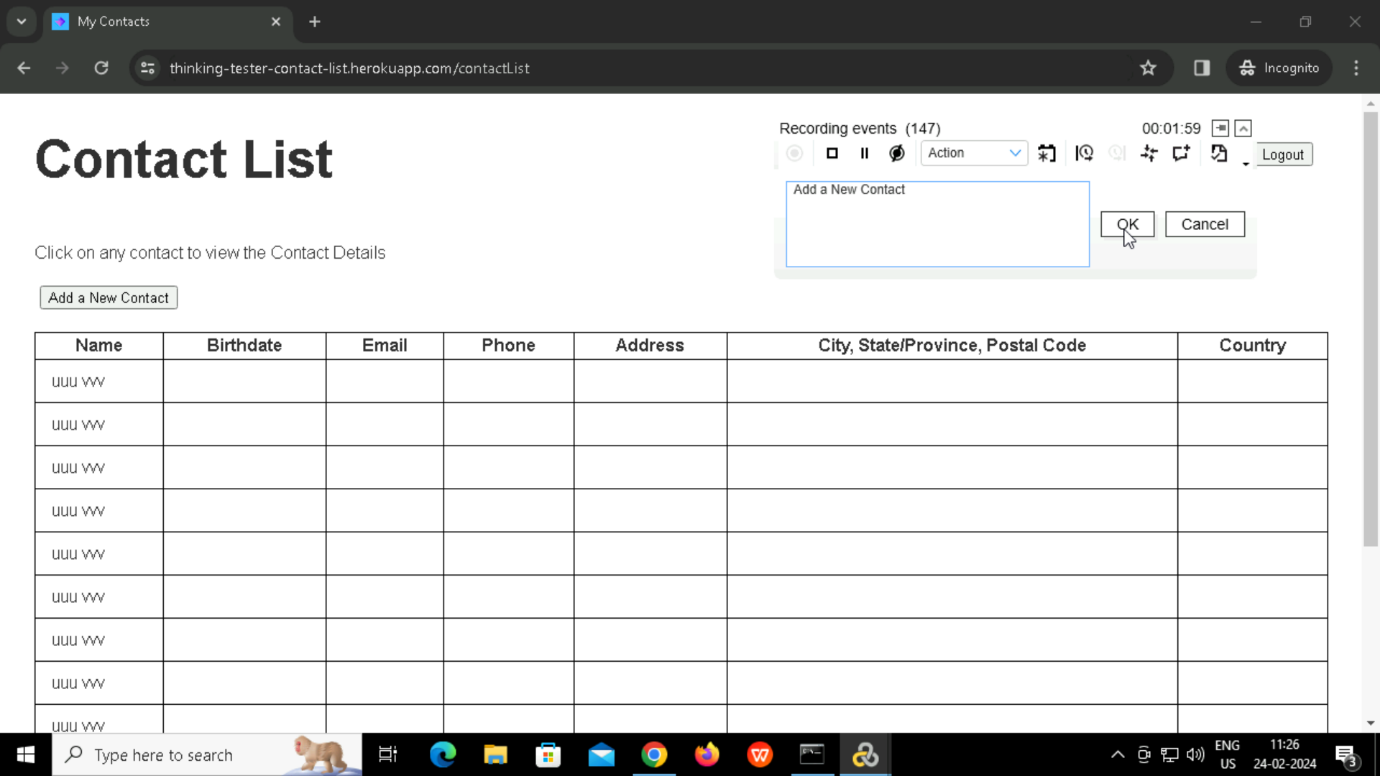 My Contacts
thinking-tester-contact-list.herokuapp.com/contactList
Incognito
Contact List
Recording events (147)
00:01:59
Action
Logout
Add a New Contact
OK
Cancel
Click on any contact to view the Contact Details
Add a New Contact
Name Birthdate Email Phone Address City, State/Province, Postal Code Country
uuu vvv
uuu vvv
uuu vvv
uuu vvv
uuu vvv
uuu vvv
uuu vvv
uuu vvv
uuu vvv
Type here to search
ENG
US
11:26
24-02-2024
3